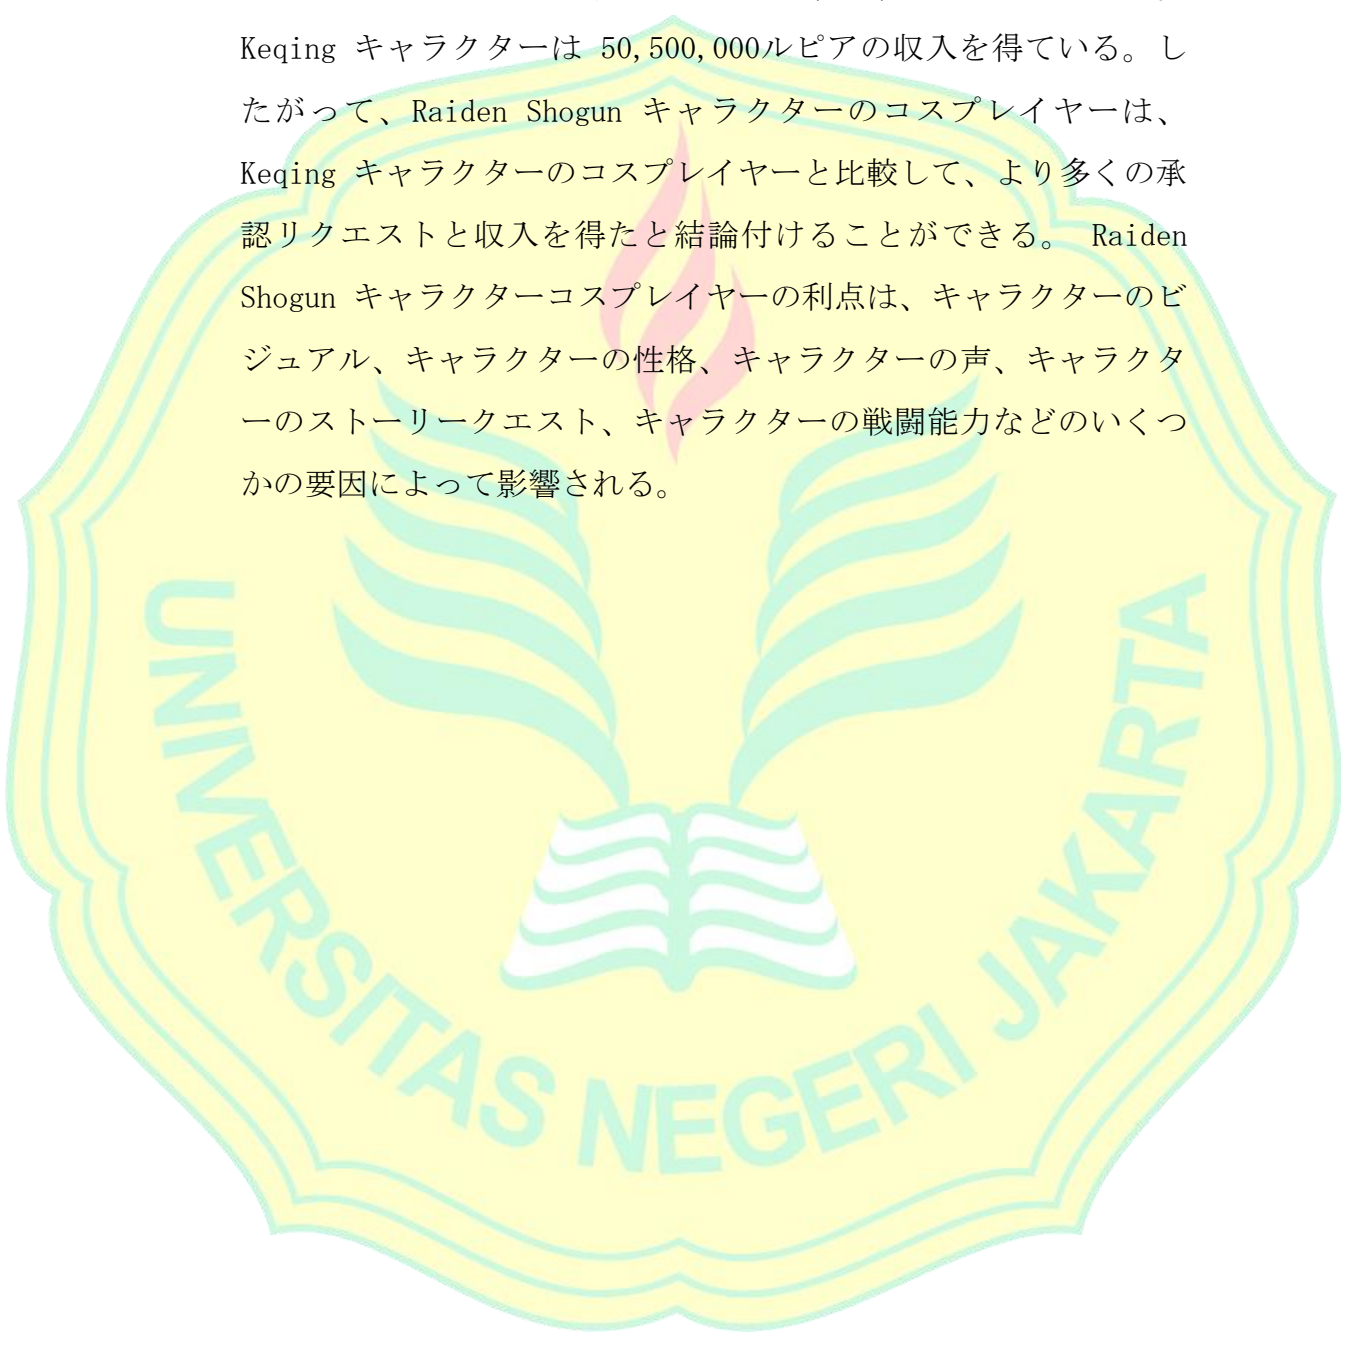 Keqing キャラクターは 50,500,000ルピアの収入を得ている。し
たがって、Raiden Shogun キャラクターのコスプレイヤーは、
Keqing キャラクターのコスプレイヤーと比較して、より多くの承
認リクエストと収入を得たと結論付けることができる。 Raiden
Shogun キャラクターコスプレイヤーの利点は、キャラクターのビ
ジュアル、キャラクターの性格、キャラクターの声、キャラクタ
ーのストーリークエスト、キャラクターの戦闘能力などのいくつ
かの要因によって影響される。
UNIVERSITAS NEGERI JAKARTA